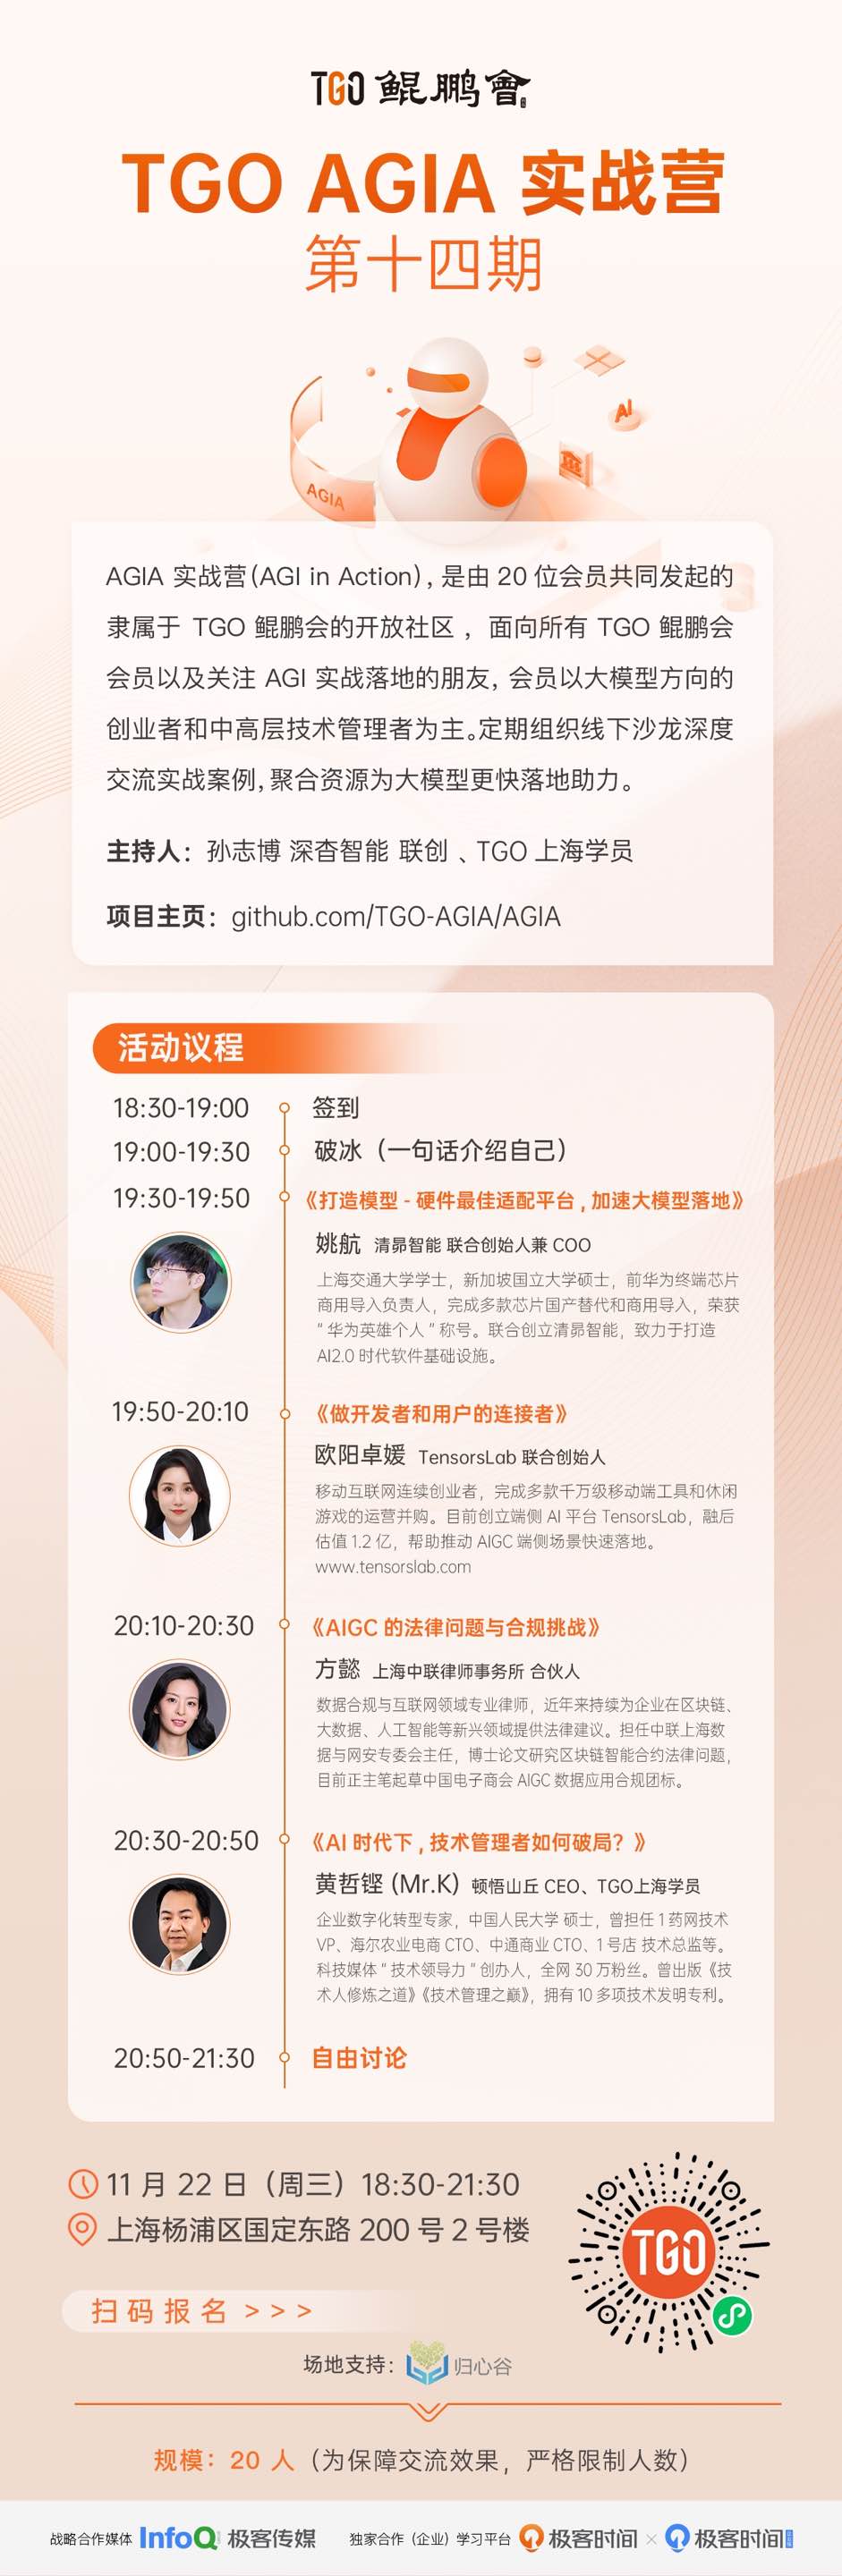 TGO 鲲鹏會
TGO AGIA 实战营
第十四期
AI
AGIA
AGIA 实战营(AGI in Action)，是由 20 位会员共同发起的
隶属于 TGO 鲲鹏会的开放社区 ，面向所有 TGO 鲲鹏会
会员以及关注 AGI 实战落地的朋友，会员以大模型方向的
创业者和中高层技术管理者为主。定期组织线下沙龙深度
交流实战案例，聚合资源为大模型更快落地助力。
主持人：孙志博 深杳智能 联创 、TGO 上海学员
项目主页：github.com/TGO-AGIA/AGIA
活动议程
18:30-19:00 签到
19:00-19:30 破冰（一句话介绍自己）
19:30-19:50 《打造模型 - 硬件最佳适配平台 , 加速大模型落地》
姚航 清昴智能 联合创始人兼 COO
上海交通大学学士，新加坡国立大学硕士，前华为终端芯片
商用导入负责人，完成多款芯片国产替代和商用导入，荣获
" 华为英雄个人 " 称号。联合创立清昴智能，致力于打造
AI2.0 时代软件基础设施。
19:50-20:10 《做开发者和用户的连接者》
欧阳卓媛 TensorsLab 联合创始人
移动互联网连续创业者，完成多款千万级移动端工具和休闲
游戏的运营并购。目前创立端侧 AI 平台 TensorsLab，融后
估值 1.2 亿，帮助推动 AIGC 端侧场景快速落地。
www.tensorslab.com
20:10-20:30 《AIGC 的法律问题与合规挑战》
方懿 上海中联律师事务所 合伙人
数据合规与互联网领域专业律师，近年来持续为企业在区块链、
大数据、人工智能等新兴领域提供法律建议。担任中联上海数
据与网安专委会主任，博士论文研究区块链智能合约法律问题，
目前正主笔起草中国电子商会 AIGC 数据应用合规团标。
20:30-20:50 《AI 时代下 , 技术管理者如何破局？》
黄哲铿 (Mr.K) 顿悟山丘 CEO、TGO上海学员
企业数字化转型专家，中国人民大学 硕士，曾担任 1 药网技术
VP、海尔农业电商 CTO、中通商业 CTO、1 号店 技术总监等。
科技媒体 " 技术领导力 " 创办人，全网 30 万粉丝。曾出版《技
术人修炼之道》《技术管理之巅》，拥有 10 多项技术发明专利。
20:50-21:30 自由讨论
11 月 22 日（周三）18:30-21:30
上海杨浦区国定东路 200 号 2 号楼
TGO
扫码报名 > > >
场地支持： 归心谷
规模：20 人（为保障交流效果，严格限制人数）
战略合作媒体 InfoQ 极客传媒 独家合作（企业）学习平台 极客时间 × 极客时间